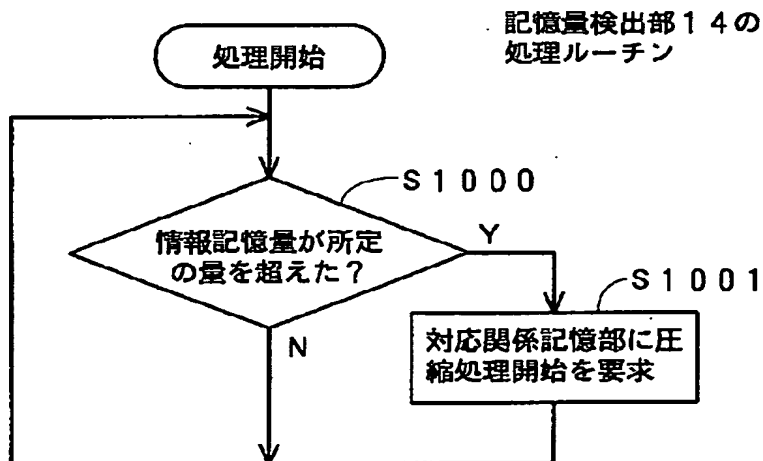 記憶量検出部１４の
処理ルーチン
処理開始
S１０００
情報記憶量が所定
の量を超えた？
Y
N
S１００１
対応関係記憶部に圧
縮処理開始を要求